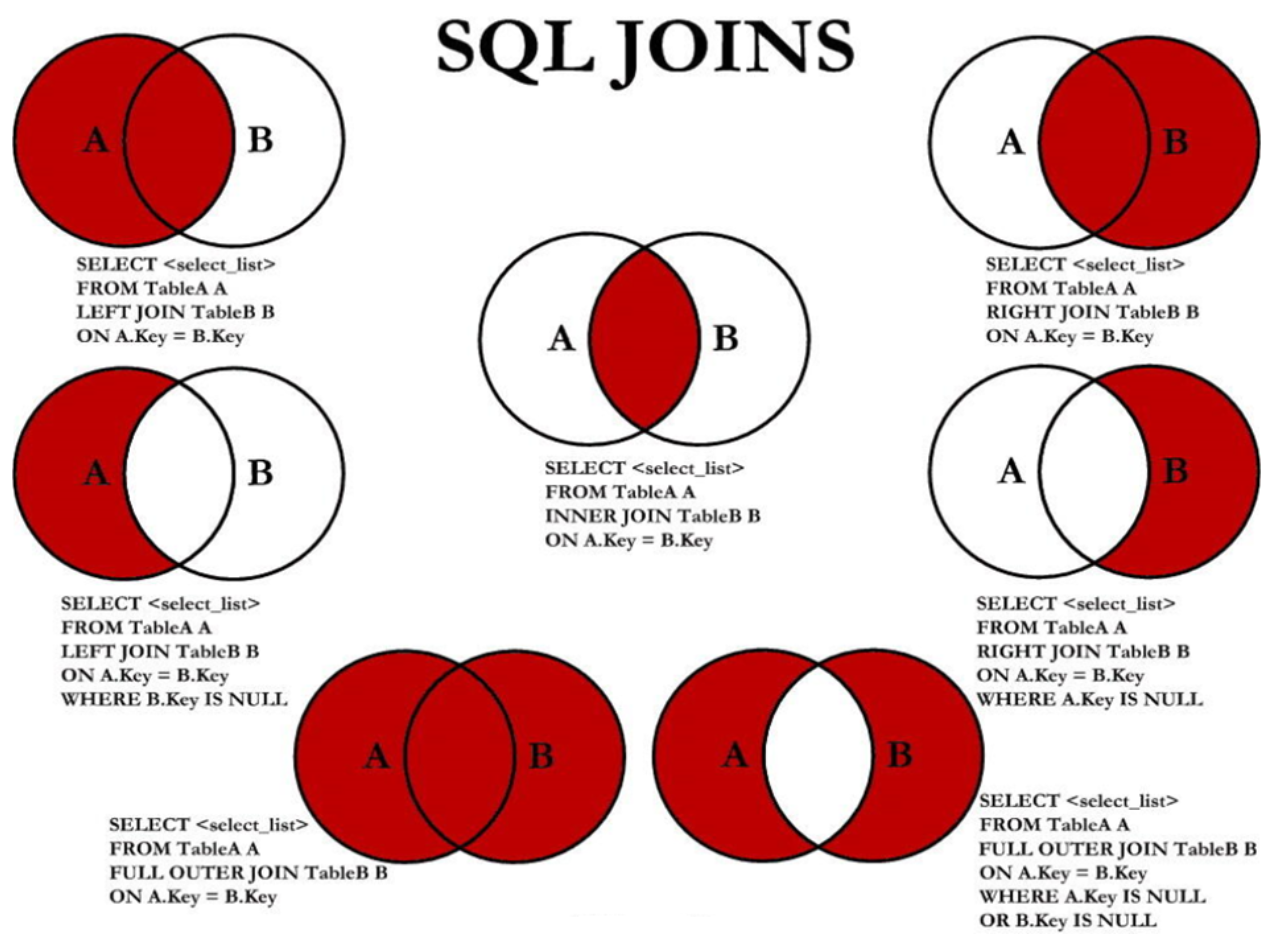 SQL JOINS
A
B
SELECT <select_list>
FROM TableA A
LEFT JOIN TableB B
ON A.Key = B.Key
A
B
SELECT <select_list>
FROM TableA A
RIGHT JOIN TableB B
ON A.Key = B.Key
A
B
SELECT <select_list>
FROM TableA A
INNER JOIN TableB B
ON A.Key = B.Key
A
B
SELECT <select_list>
FROM TableA A
LEFT JOIN TableB B
ON A.Key = B.Key
WHERE B.Key IS NULL
A
B
SELECT <select_list>
FROM TableA A
RIGHT JOIN TableB B
ON A.Key = B.Key
WHERE A.Key IS NULL
A
B
SELECT <select_list>
FROM TableA A
FULL OUTER JOIN TableB B
ON A.Key = B.Key
A
B
SELECT <select_list>
FROM TableA A
FULL OUTER JOIN TableB B
ON A.Key = B.Key
WHERE A.Key IS NULL
OR B.Key IS NULL